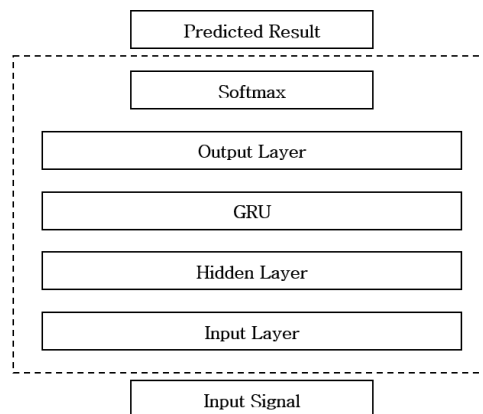 Predicted Result
Softmax
Output Layer
GRU
Hidden Layer
Input Layer
Input Signal